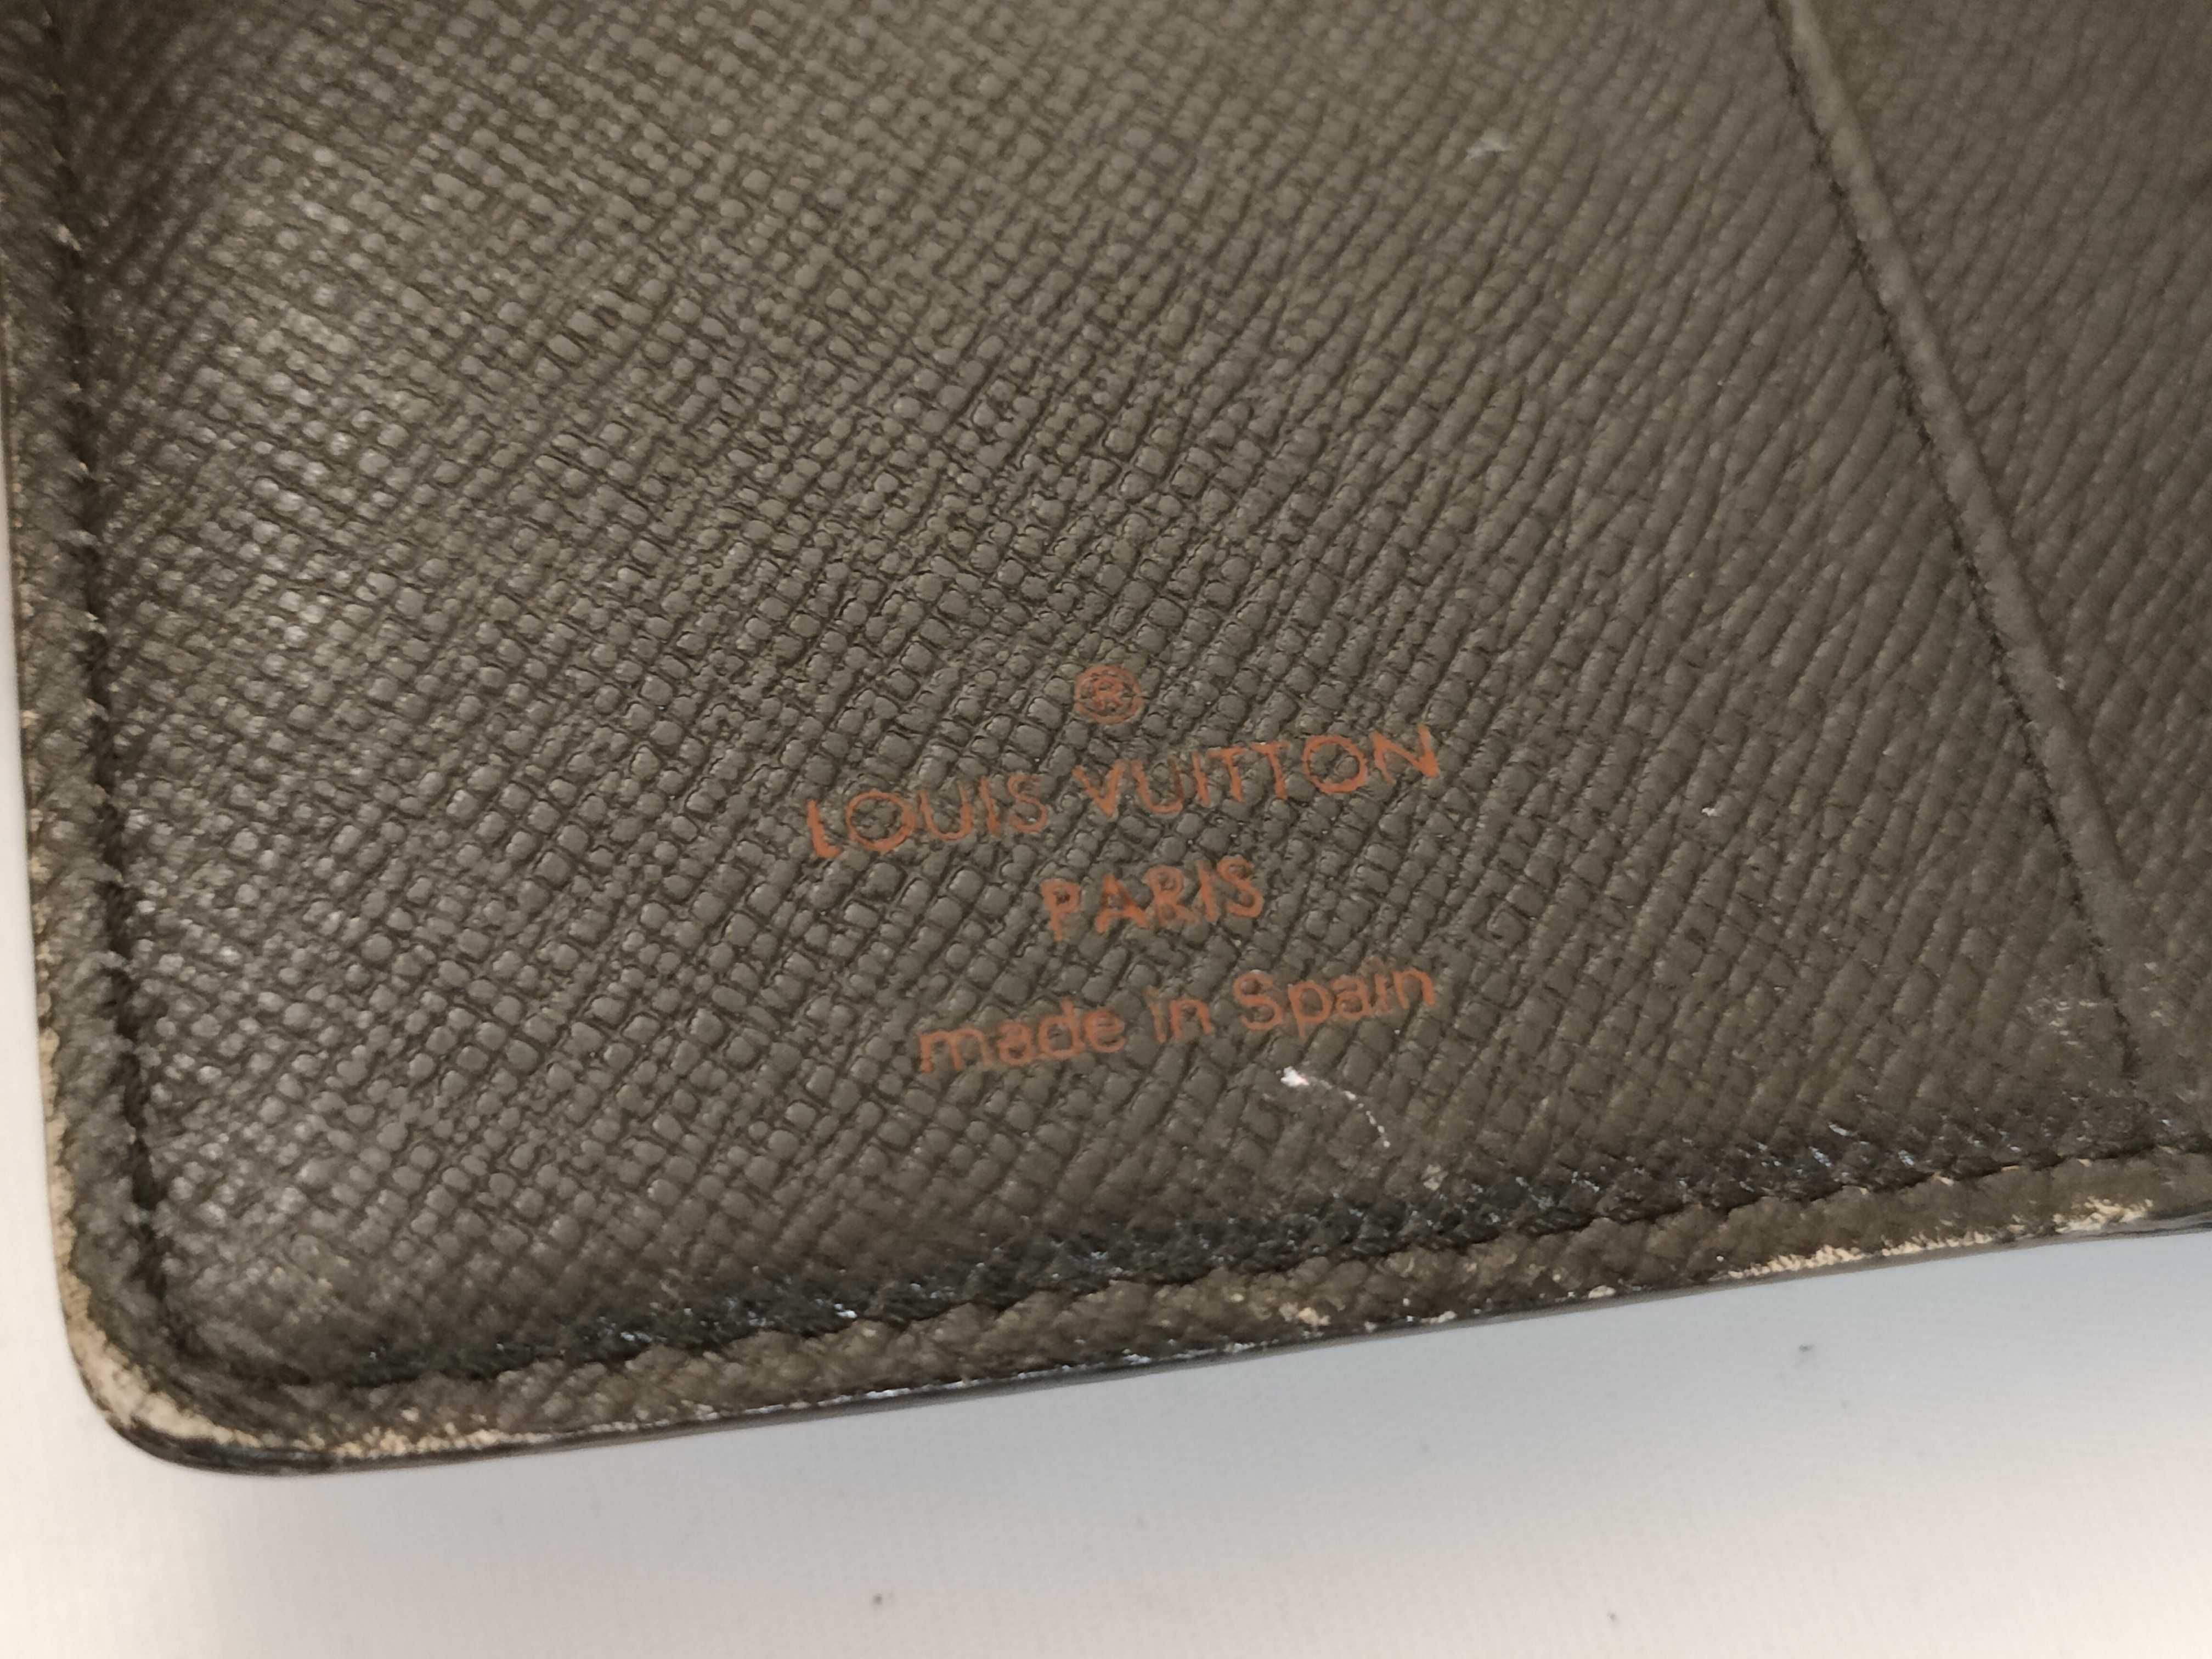 ®
LOUIS VUITTON
PARIS
made in Spain